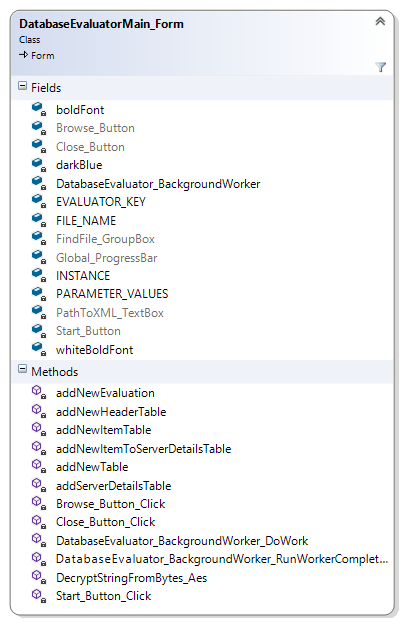 DatabaseEvaluatorMain_Form
Class
Form
Fields
boldFont
Browse_Button
Close_Button
darkBlue
DatabaseEvaluator_BackgroundWorker
EVALUATOR_KEY
FILE_NAME
FindFile_GroupBox
Global_ProgressBar
INSTANCE
PARAMETER_VALUES
PathToXML_TextBox
Start_Button
whiteBoldFont
Methods
addNewEvaluation
addNewHeaderTable
addNewItemTable
addNewItemToServerDetailsTable
addNewTable
addServerDetailsTable
Browse_Button_Click
Close_Button_Click
DatabaseEvaluator_BackgroundWorker_DoWork
DatabaseEvaluator_BackgroundWorker_RunWorkerComplet...
DecryptStringFromBytes_Aes
Start_Button_Click